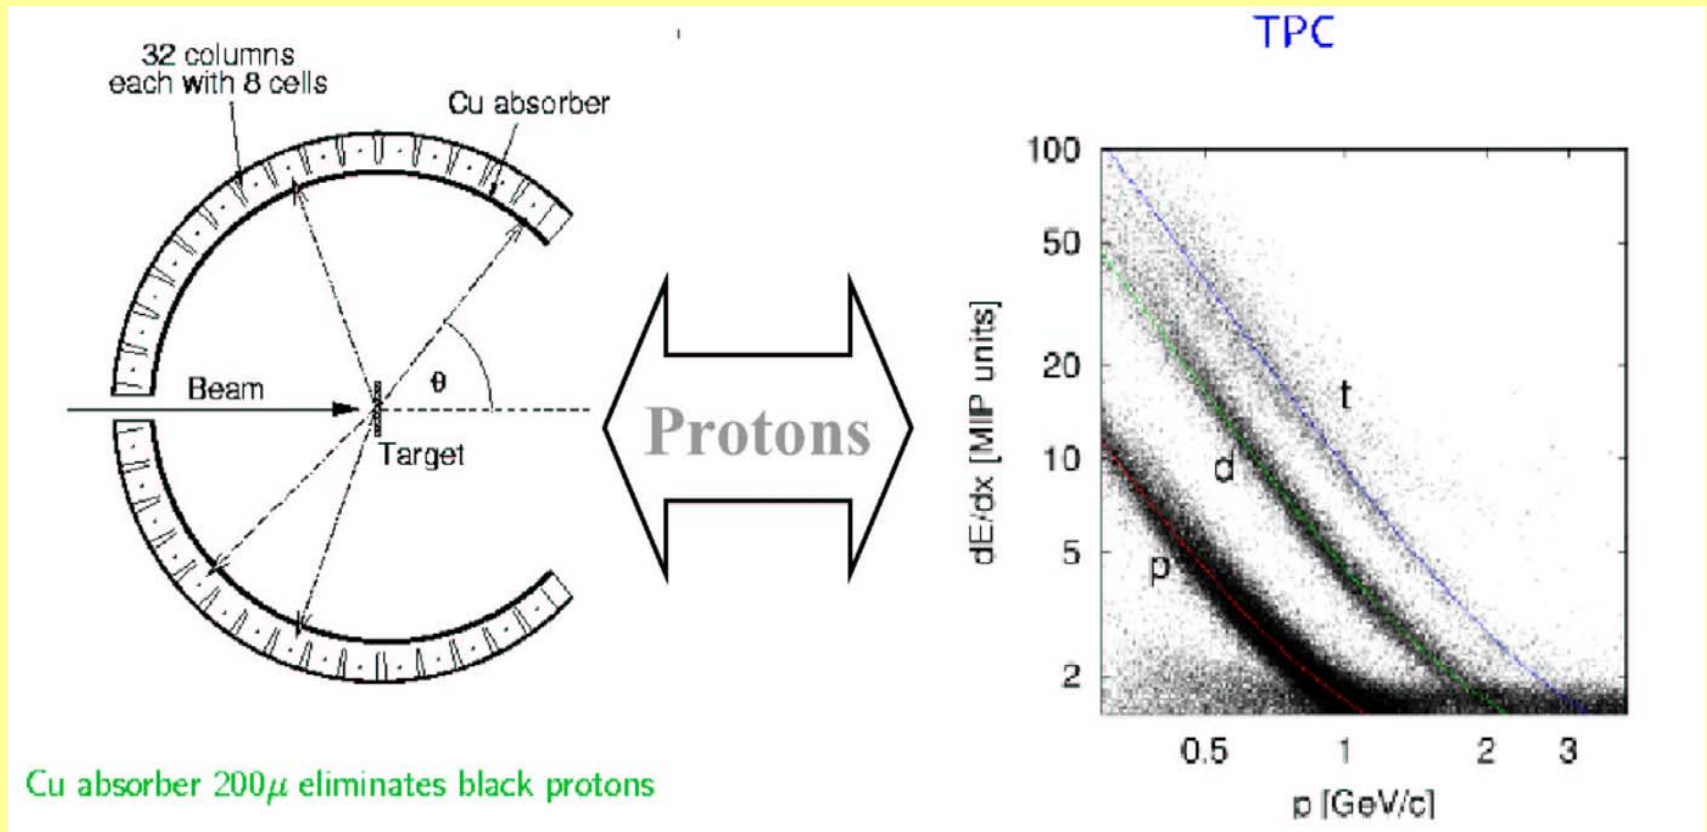 32 columns
each with 8 cells
Cu absorber
Beam
θ
Target
Cu absorber 200μ eliminates black protons
Protons
TPC
dE/dx [MIP units]
100
50
20
10
5
2
t
d
p
0.5 1 2 3
p [GeV/c]